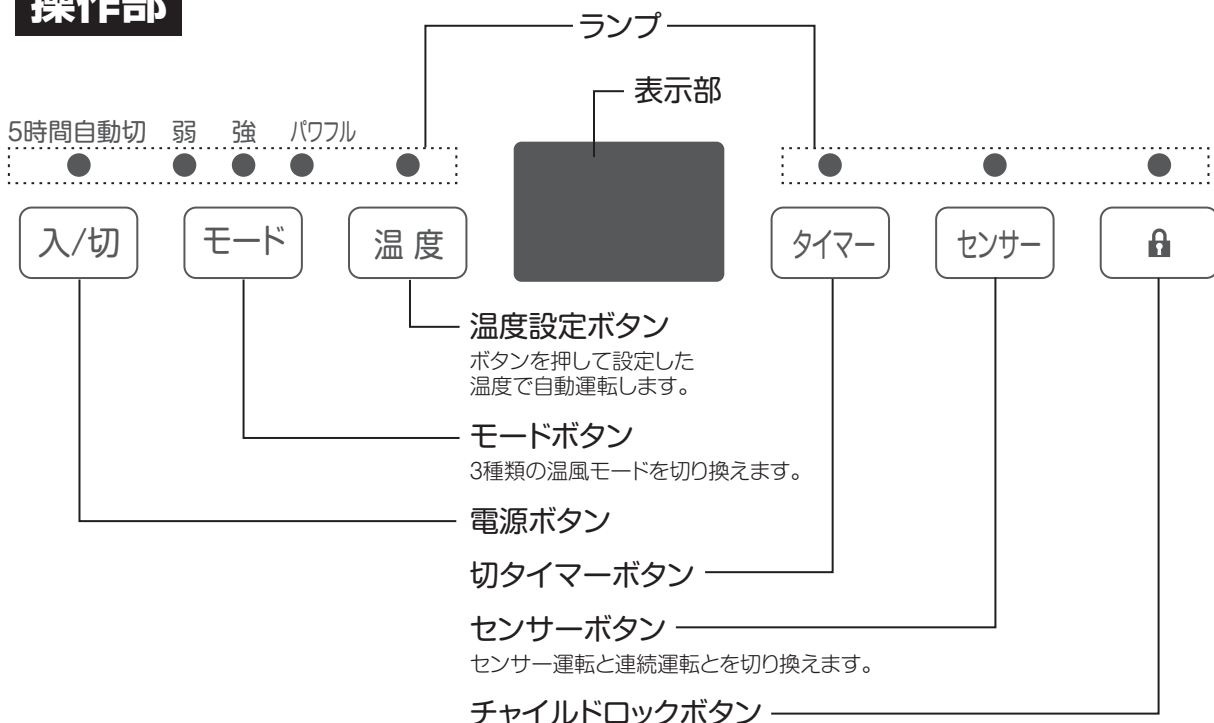 操作部
ランプ
表示部
5時間自動切 弱 強 パワフル
入/切 モード 温度 タイマー センサー
温度設定ボタン
ボタンを押して設定した
温度で自動運転します。
モードボタン
3種類の温風モードを切り換えます。
電源ボタン
切タイマーボタン
センサーボタン
センサー運転と連続運転とを切り換えます。
チャイルドロックボタン